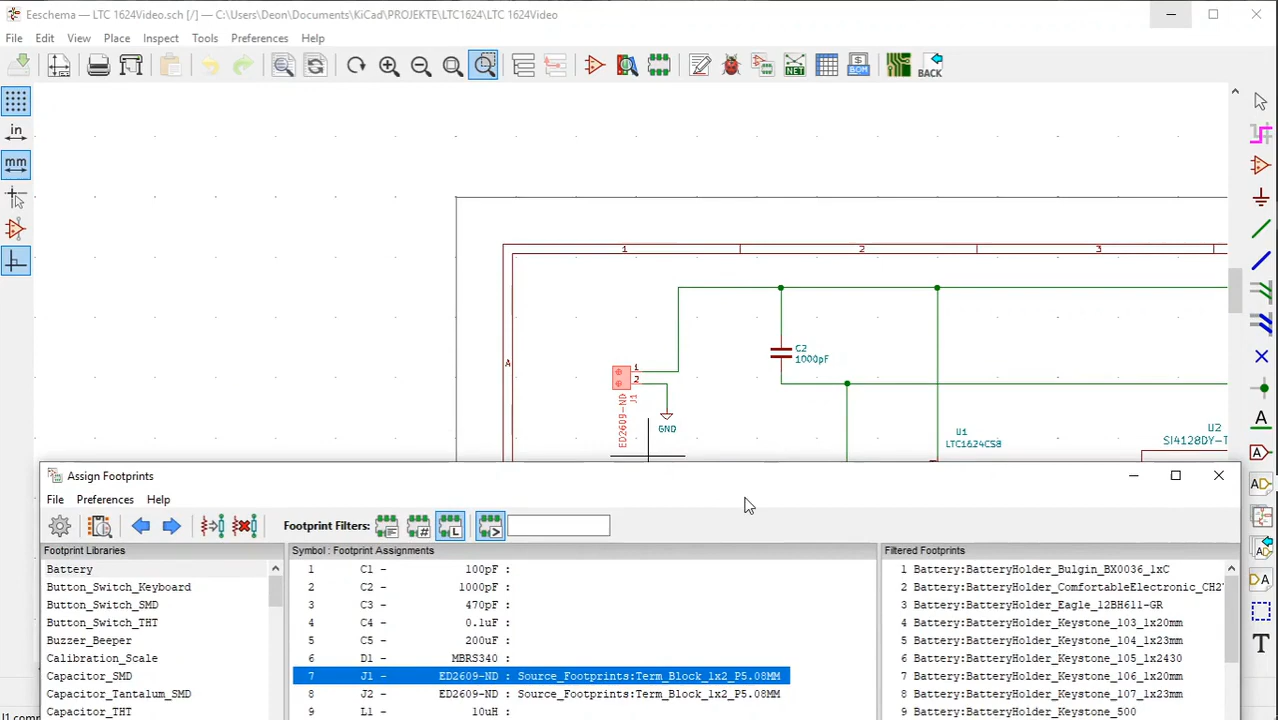 Eeschema — LTC 1624Video.sch [/] — C:\Users\Deon\Documents\KiCad\PROJEKTE\LTC1624\LTC 1624Video
File Edit View Place Inspect Tools Preferences Help
NET
BOM
BACK
in
mm
1 2 3
A
C2
1000pF
1
2
J1
ED2609-ND
GND
U1
LTC1624CS8
U2
SI4128DY-T
A
A
AD
A
D
T
Assign Footprints
File Preferences Help
Footprint Filters: # L >
Footprint Libraries
Battery
Button_Switch_Keyboard
Button_Switch_SMD
Button_Switch_THT
Buzzer_Beeper
Calibration_Scale
Capacitor_SMD
Capacitor_Tantalum_SMD
Capacitor_THT
Symbol : Footprint Assignments
1 C1 - 100pF :
2 C2 - 1000pF :
3 C3 - 470pF :
4 C4 - 0.1uF :
5 C5 - 200uF :
6 D1 - MBRS340 :
7 J1 - ED2609-ND : Source_Footprints:Term_Block_1x2_P5.08MM
8 J2 - ED2609-ND : Source_Footprints:Term_Block_1x2_P5.08MM
9 L1 - 10uH :
Filtered Footprints
1 Battery:BatteryHolder_Bulgin_BX0036_1xC
2 Battery:BatteryHolder_ComfortableElectronic_CH2
3 Battery:BatteryHolder_Eagle_12BH611-GR
4 Battery:BatteryHolder_Keystone_103_1x20mm
5 Battery:BatteryHolder_Keystone_104_1x23mm
6 Battery:BatteryHolder_Keystone_105_1x2430
7 Battery:BatteryHolder_Keystone_106_1x20mm
8 Battery:BatteryHolder_Keystone_107_1x23mm
9 Battery:BatteryHolder_Keystone_500